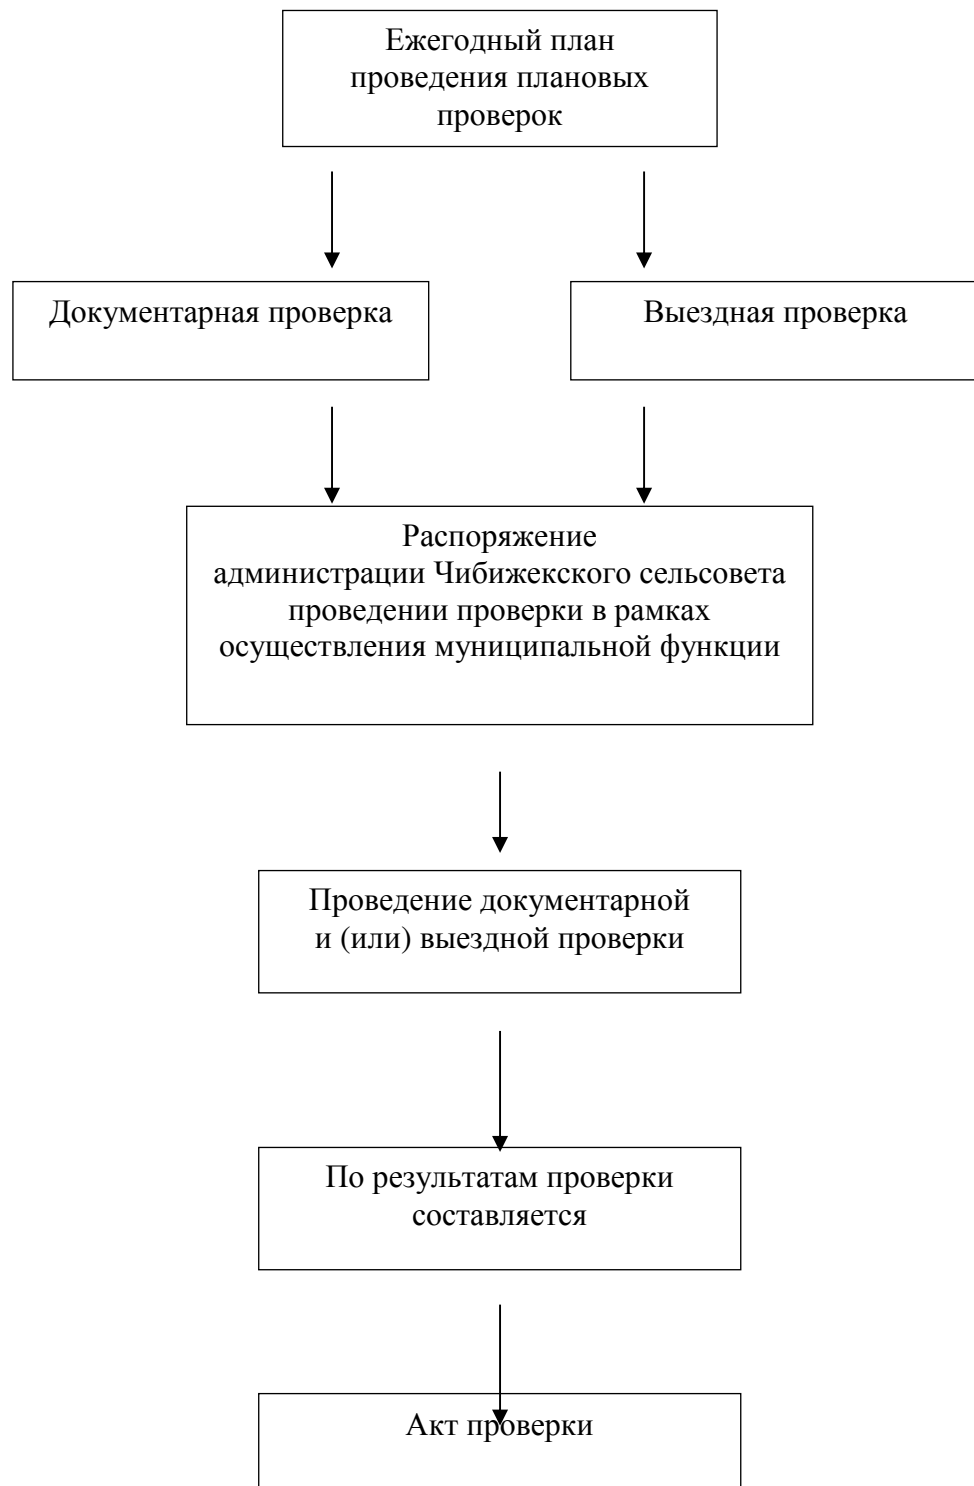 Ежегодный план
проведения плановых
проверок
Документарная проверка
Выездная проверка
Распоряжение
администрации Чибижекского сельсовета
проведении проверки в рамках
осуществления муниципальной функции
Проведение документарной
и (или) выездной проверки
По результатам проверки
составляется
Акт проверки